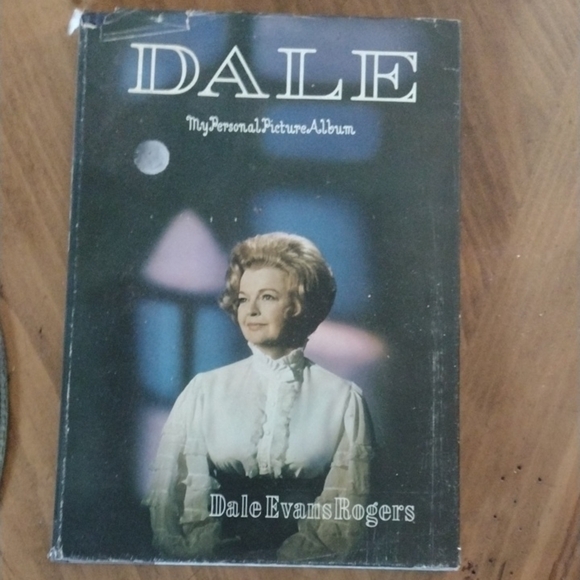 DALE
My Personal Picture Album
Dale Evans Rogers